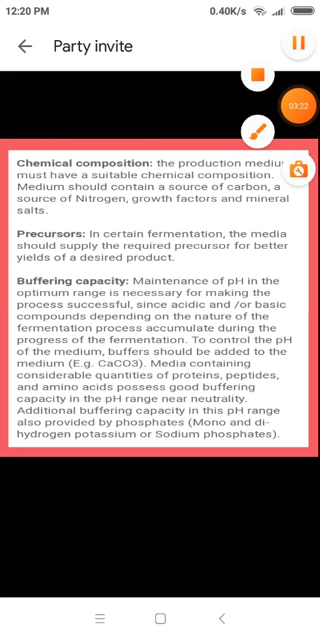 12:20 PM
0.40K/s
Party invite
03:22
Chemical composition: the production medium
must have a suitable chemical composition.
Medium should contain a source of carbon, a
source of Nitrogen, growth factors and mineral
salts.
Precursors: In certain fermentation, the media
should supply the required precursor for better
yields of a desired product.
Buffering capacity: Maintenance of pH in the
optimum range is necessary for making the
process successful, since acidic and /or basic
compounds depending on the nature of the
fermentation process accumulate during the
progress of the fermentation. To control the pH
of the medium, buffers should be added to the
medium (E.g. CaCO3). Media containing
considerable quantities of proteins, peptides,
and amino acids possess good buffering
capacity in the pH range near neutrality.
Additional buffering capacity in this pH range
also provided by phosphates (Mono and di-
hydrogen potassium or Sodium phosphates).